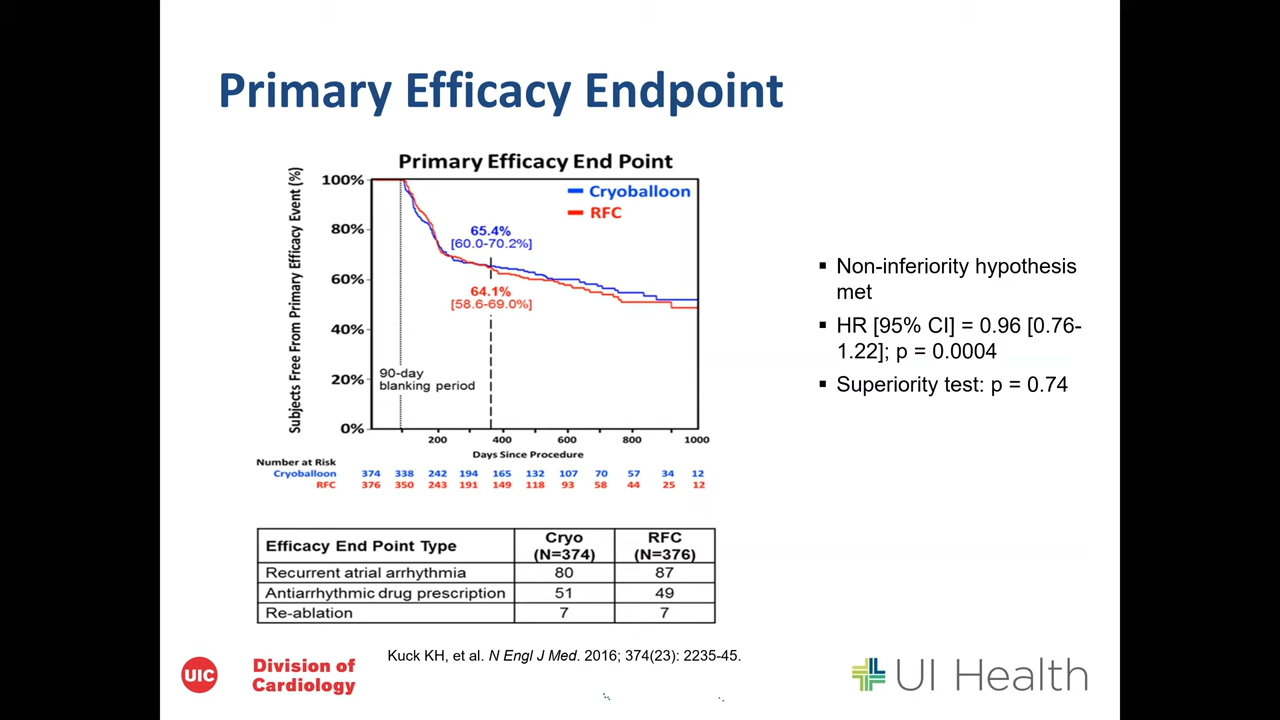 Primary Efficacy Endpoint
Primary Efficacy End Point
Subjects Free From Primary Efficacy Event (%)
100%
80%
60%
40%
20%
0%
Cryoballoon
RFC
65.4%
[60.0-70.2%]
64.1%
[58.6-69.0%]
90-day
blanking period
200 400 600 800 1000
Days Since Procedure
Number at Risk
Cryoballoon 374 338 242 194 165 132 107 70 57 34 12
RFC 376 350 243 191 149 118 93 58 44 25 12
▪ Non-inferiority hypothesis
met
▪ HR [95% CI] = 0.96 [0.76-
1.22]; p = 0.0004
▪ Superiority test: p = 0.74
Efficacy End Point Type Cryo (N=374) RFC (N=376)
Recurrent atrial arrhythmia 80 87
Antiarrhythmic drug prescription 51 49
Re-ablation 7 7
Kuck KH, et al. N Engl J Med. 2016; 374(23): 2235-45.
UIC
Division of
Cardiology
UI Health